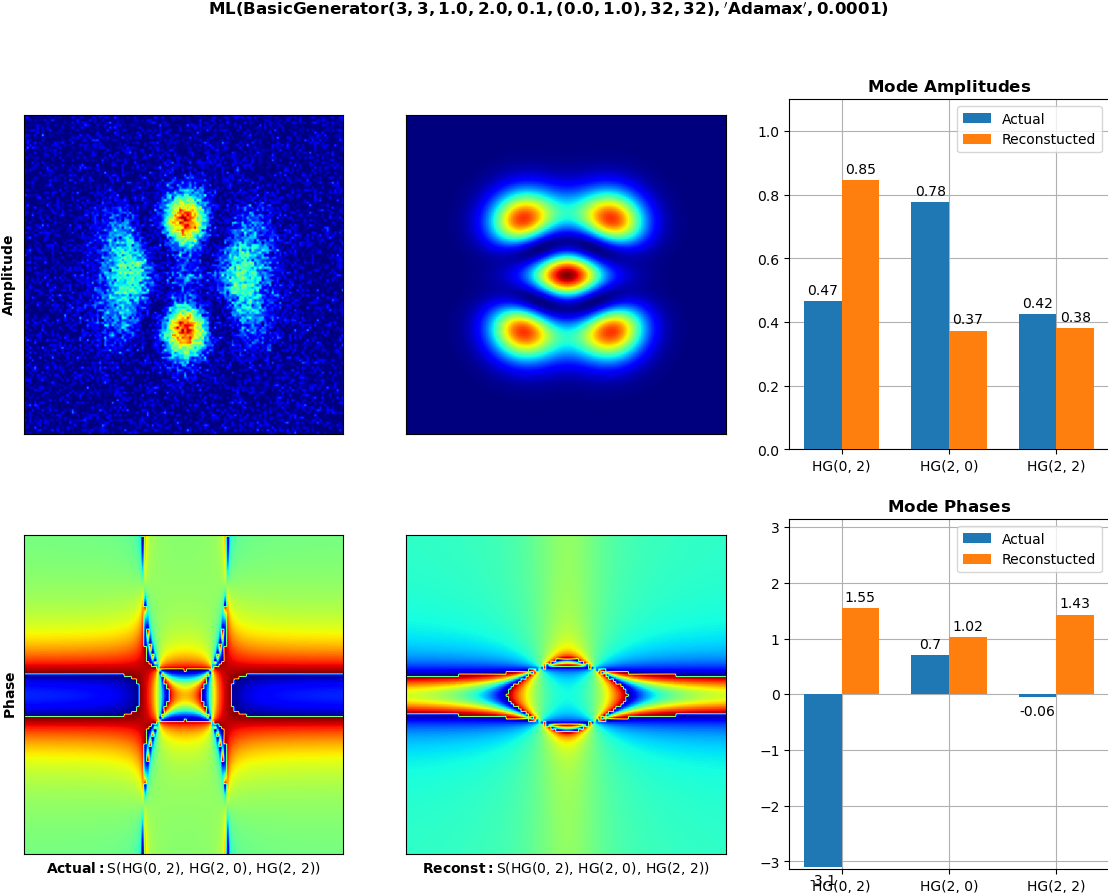 ML(BasicGenerator(3, 3, 1.0, 2.0, 0.1, (0.0, 1.0), 32, 32), ′Adamax′, 0.0001)
Amplitude
Mode Amplitudes
Actual
Reconstucted
1.0
0.8
0.6
0.4
0.2
0.0
0.47
0.85
0.78
0.37
0.42
0.38
HG(0, 2)
HG(2, 0)
HG(2, 2)
Phase
Actual: S(HG(0, 2), HG(2, 0), HG(2, 2))
Reconst: S(HG(0, 2), HG(2, 0), HG(2, 2))
Mode Phases
Actual
Reconstucted
3
2
1
0
−1
−2
−3
-3.1
1.55
0.7
1.02
-0.06
1.43
HG(0, 2)
HG(2, 0)
HG(2, 2)